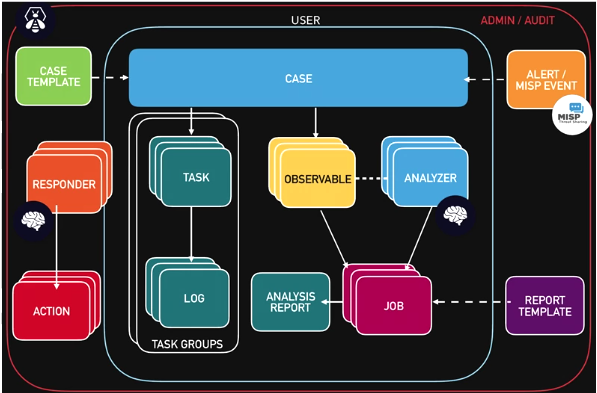 USER
ADMIN / AUDIT
CASE
TEMPLATE
CASE
ALERT /
MISP EVENT
MISP
Threat Sharing
RESPONDER
TASK
OBSERVABLE
ANALYZER
ACTION
LOG
ANALYSIS
REPORT
JOB
REPORT
TEMPLATE
TASK GROUPS